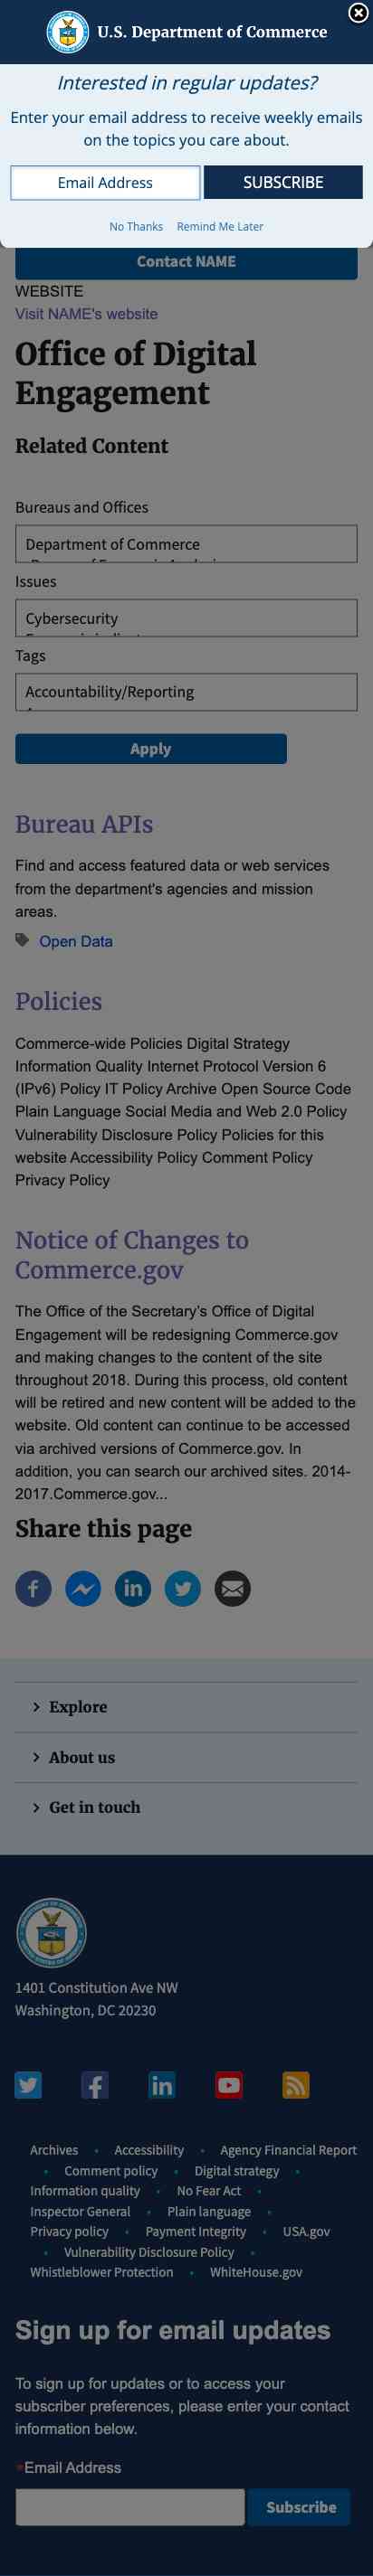 U.S. Department of Commerce
Interested in regular updates?
Enter your email address to receive weekly emails
on the topics you care about.
Email Address
SUBSCRIBE
No Thanks Remind Me Later
Contact NAME
WEBSITE
Visit NAME's website
Office of Digital
Engagement
Related Content
Bureaus and Offices
Department of Commerce
Issues
Cybersecurity
Tags
Accountability/Reporting
Apply
Bureau APIs
Find and access featured data or web services
from the department's agencies and mission
areas.
Open Data
Policies
Commerce-wide Policies Digital Strategy
Information Quality Internet Protocol Version 6
(IPv6) Policy IT Policy Archive Open Source Code
Plain Language Social Media and Web 2.0 Policy
Vulnerability Disclosure Policy Policies for this
website Accessibility Policy Comment Policy
Privacy Policy
Notice of Changes to
Commerce.gov
The Office of the Secretary's Office of Digital
Engagement will be redesigning Commerce.gov
and making changes to the content of the site
throughout 2018. During this process, old content
will be retired and new content will be added to the
website. Old content can continue to be accessed
via archived versions of Commerce.gov. In
addition, you can search our archived sites. 2014-
2017.Commerce.gov...
Share this page
Explore
About us
Get in touch
1401 Constitution Ave NW
Washington, DC 20230
Archives • Accessibility • Agency Financial Report
• Comment policy • Digital strategy •
Information quality • No Fear Act •
Inspector General • Plain language •
Privacy policy • Payment Integrity • USA.gov
• Vulnerability Disclosure Policy •
Whistleblower Protection • WhiteHouse.gov
Sign up for email updates
To sign up for updates or to access your
subscriber preferences, please enter your contact
information below.
*Email Address
Subscribe